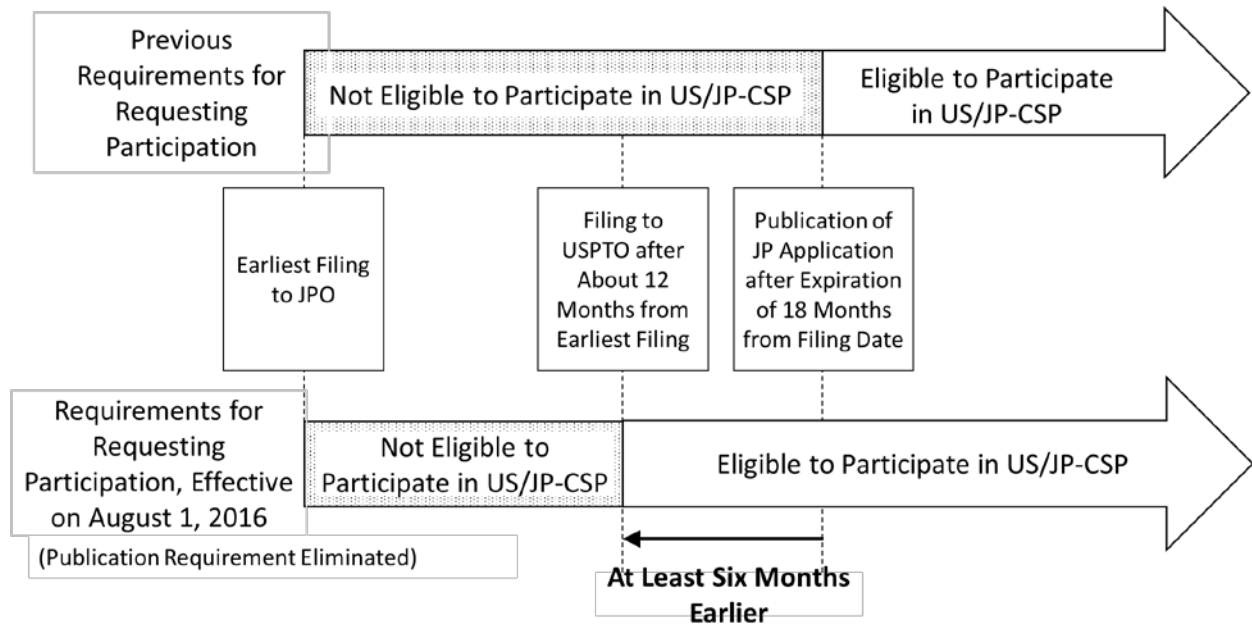 Previous
Requirements for
Requesting
Participation
Not Eligible to Participate in US/JP-CSP
Eligible to Participate
in US/JP-CSP
Earliest Filing
to JPO
Filing to
USPTO after
About 12
Months from
Earliest Filing
Publication of
JP Application
after Expiration
of 18 Months
from Filing Date
Requirements for
Requesting
Participation, Effective
on August 1, 2016
Not Eligible to
Participate in US/JP-CSP
Eligible to Participate in US/JP-CSP
(Publication Requirement Eliminated)
At Least Six Months
Earlier